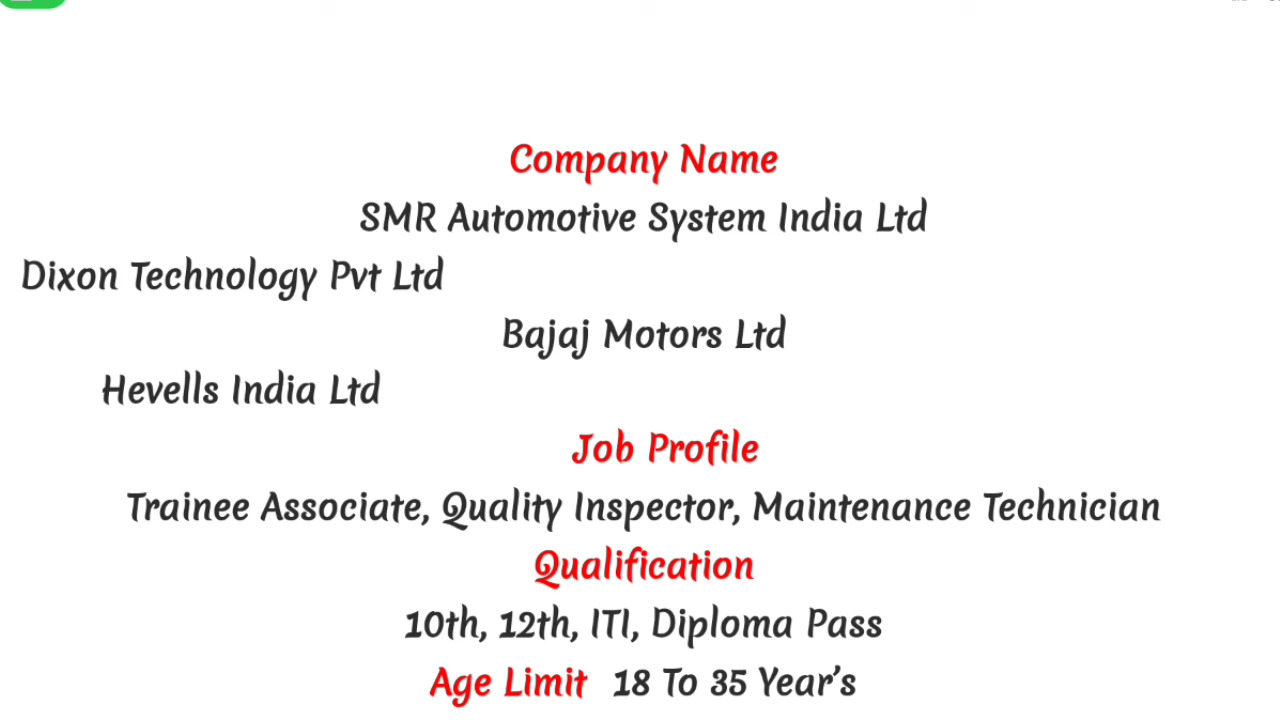 Company Name
SMR Automotive System India Ltd
Dixon Technology Pvt Ltd
Bajaj Motors Ltd
Hevells India Ltd
Job Profile
Trainee Associate, Quality Inspector, Maintenance Technician
Qualification
10th, 12th, ITI, Diploma Pass
Age Limit 18 To 35 Year's